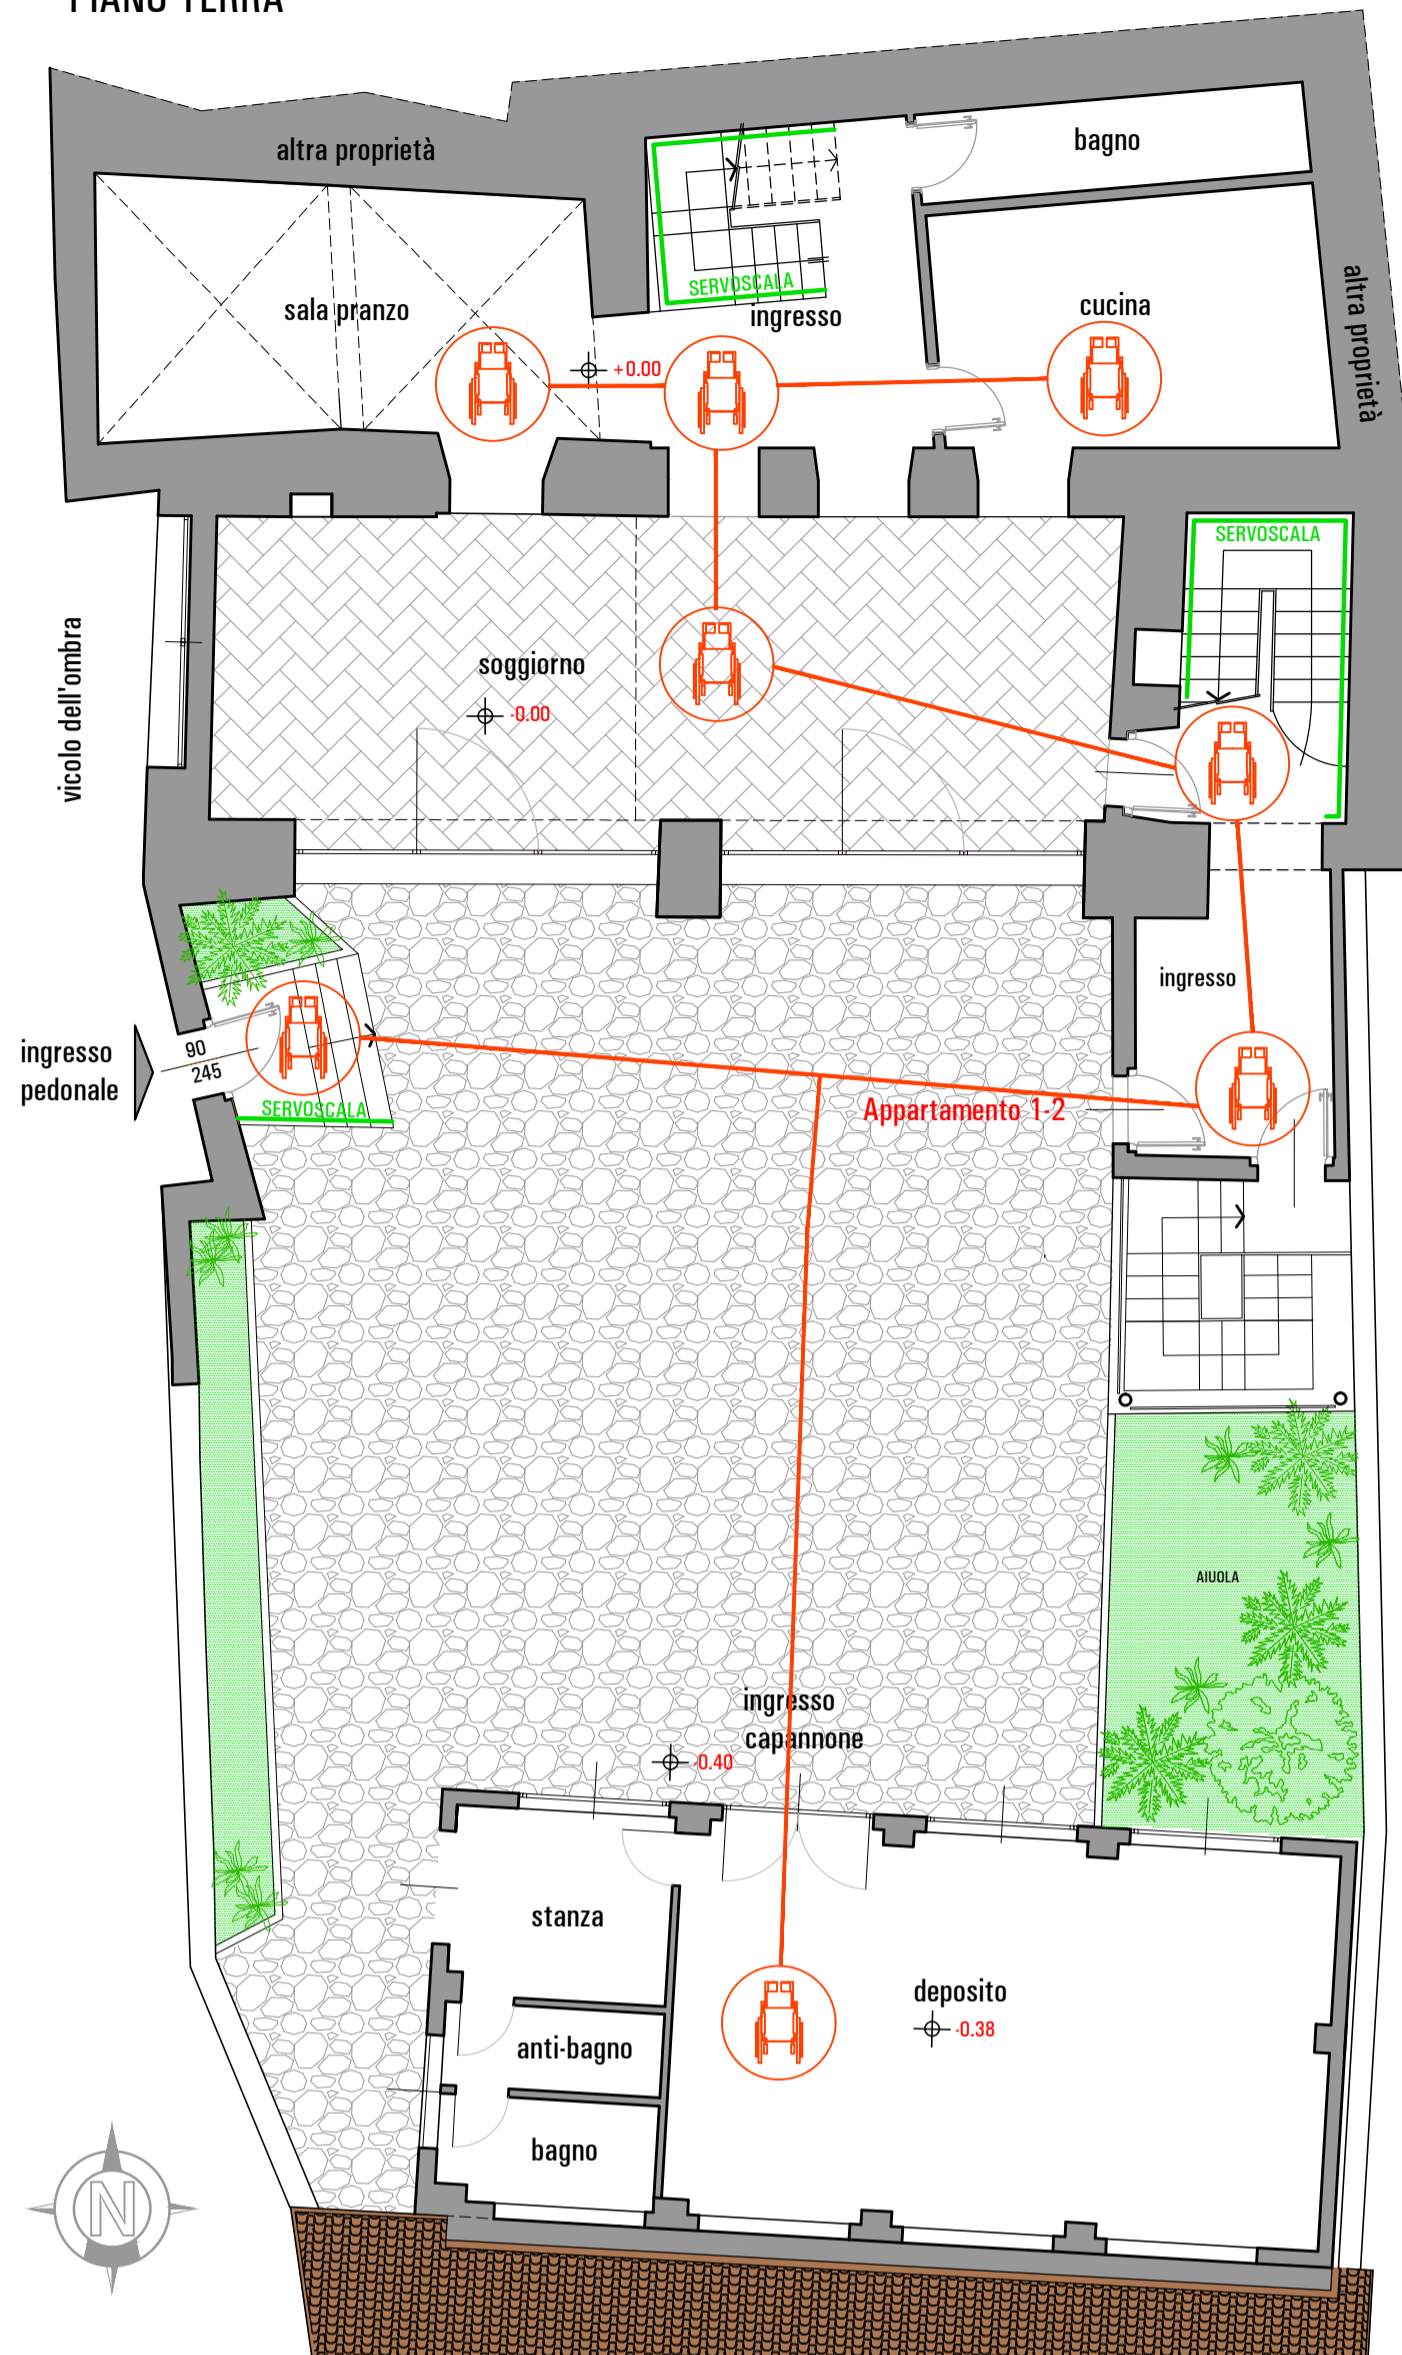 PIANO TERRA
altra proprietà
bagno
SERVOSCALA
sala pranzo
ingresso
cucina
altra proprietà
+0.00
SERVOSCALA
vicolo dell'ombra
soggiorno
-0.00
ingresso
ingresso
pedonale
90
245
SERVOSCALA
Appartamento 1-2
AIUOLA
ingresso
capannone
-0.40
stanza
deposito
-0.38
anti-bagno
bagno
N